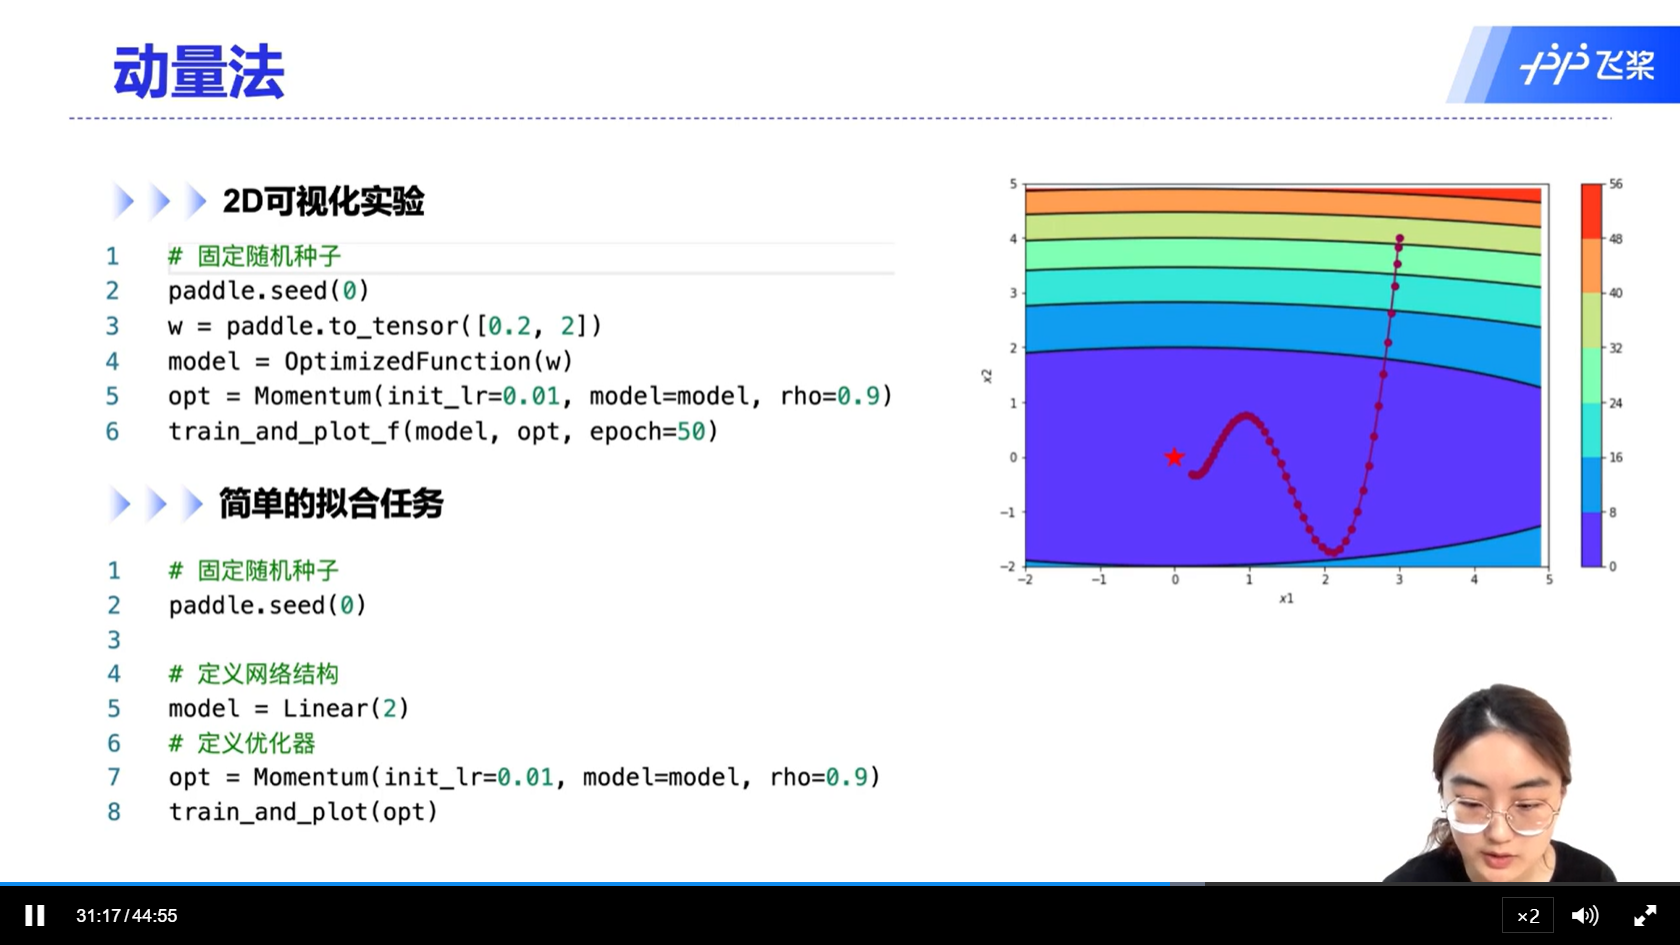 动量法
飞桨
2D可视化实验
1 # 固定随机种子
2 paddle.seed(0)
3 w = paddle.to_tensor([0.2, 2])
4 model = OptimizedFunction(w)
5 opt = Momentum(init_lr=0.01, model=model, rho=0.9)
6 train_and_plot_f(model, opt, epoch=50)
简单的拟合任务
1 # 固定随机种子
2 paddle.seed(0)
3
4 # 定义网络结构
5 model = Linear(2)
6 # 定义优化器
7 opt = Momentum(init_lr=0.01, model=model, rho=0.9)
8 train_and_plot(opt)
5
4
3
2
1
0
−1
−2
x2
−2 −1 0 1 2 3 4 5
x1
56
48
40
32
24
16
8
0
31:17/44:55
×2